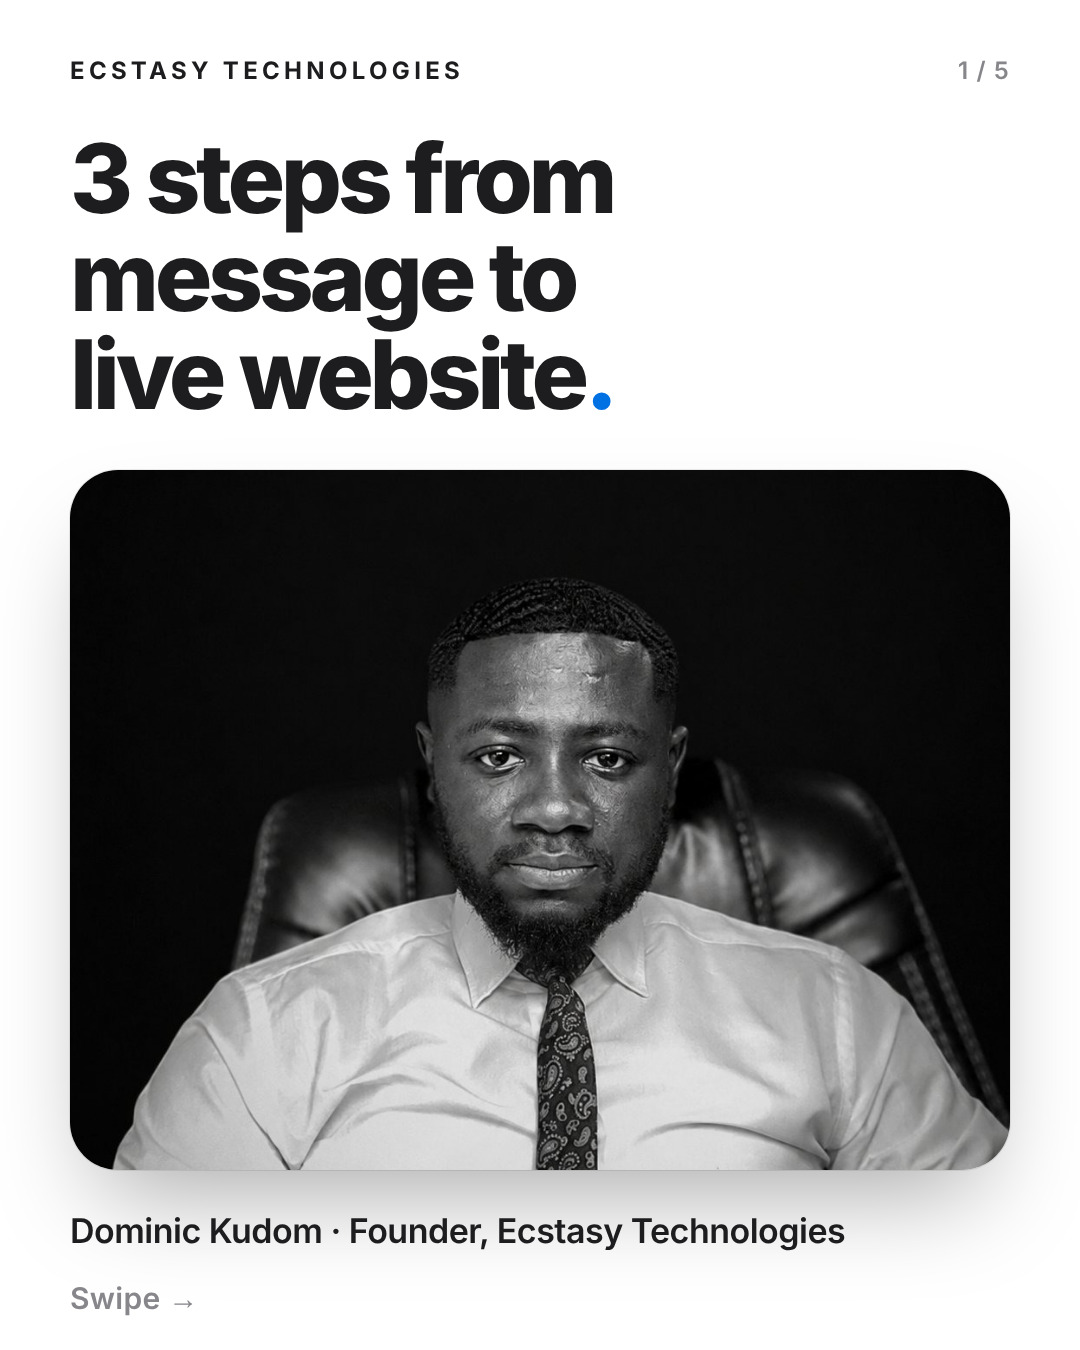 ECSTASY TECHNOLOGIES
1 / 5
3 steps from
message to
live website.
Dominic Kudom · Founder, Ecstasy Technologies
Swipe →